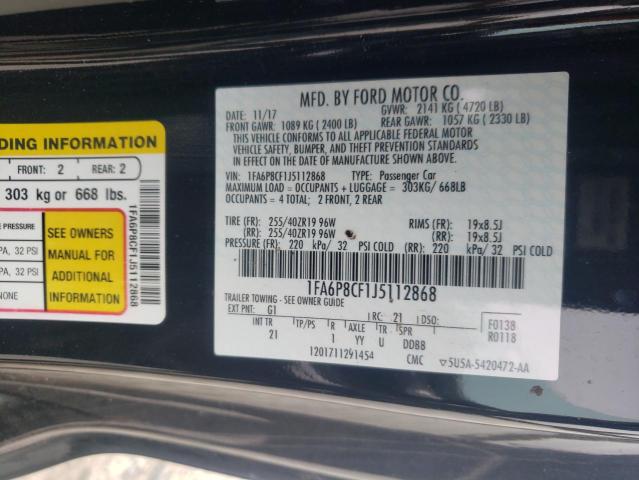 DING INFORMATION
FRONT: 2 REAR: 2
303 kg or 668 lbs.
PRESSURE
PA, 32 PSI
PA, 32 PSI
NONE
SEE OWNERS
MANUAL FOR
ADDITIONAL
INFORMATION
1FA6P8CF1J5112868
MFD. BY FORD MOTOR CO.
DATE: 11/17 GVWR: 2141 KG ( 4720 LB)
FRONT GAWR: 1089 KG ( 2400 LB) REAR GAWR: 1057 KG ( 2330 LB)
THIS VEHICLE CONFORMS TO ALL APPLICABLE FEDERAL MOTOR
VEHICLE SAFETY, BUMPER, AND THEFT PREVENTION STANDARDS
IN EFFECT ON THE DATE OF MANUFACTURE SHOWN ABOVE.
VIN: 1FA6P8CF1J5112868 TYPE: Passenger Car
MAXIMUM LOAD = OCCUPANTS + LUGGAGE = 303KG/ 668LB
OCCUPANTS = 4 TOTAL; 2 FRONT, 2 REAR
TIRE (FR): 255/40ZR19 96W RIMS (FR): 19x8.5J
(RR): 255/40ZR19 96W (RR): 19x8.5J
PRESSURE (FR): 220 kPa/ 32 PSI COLD (RR): 220 kPa/ 32 PSI COLD
1FA6P8CF1J5112868
TRAILER TOWING - SEE OWNER GUIDE
EXT PNT: G1 RC: 21 DSO: F0138
INT TR TP/PS R AXLE TR SPR R0118
21 1 YY U DDBB
1201711291454 CMC 5U5A-5420472-AA